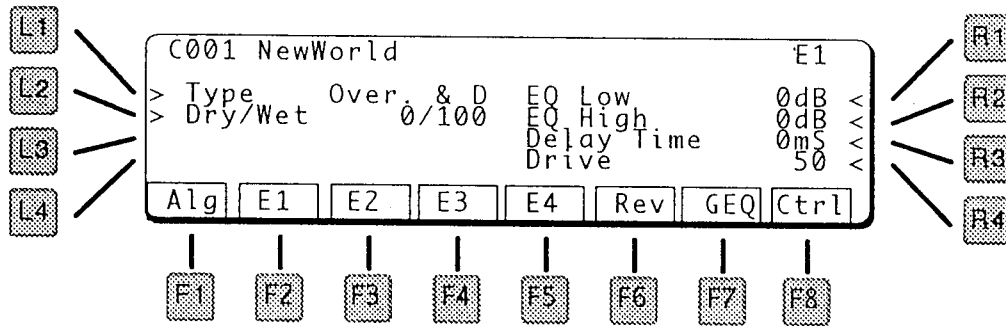 L1
L2
L3
L4
C001 NewWorld E1
> Type Over. & D EQ Low 0dB <
> Dry/Wet 0/100 EQ High 0dB <
Delay Time 0mS <
Drive 50 <
Alg E1 E2 E3 E4 Rev GEQ Ctrl
F1 F2 F3 F4 F5 F6 F7 F8
R1
R2
R3
R4